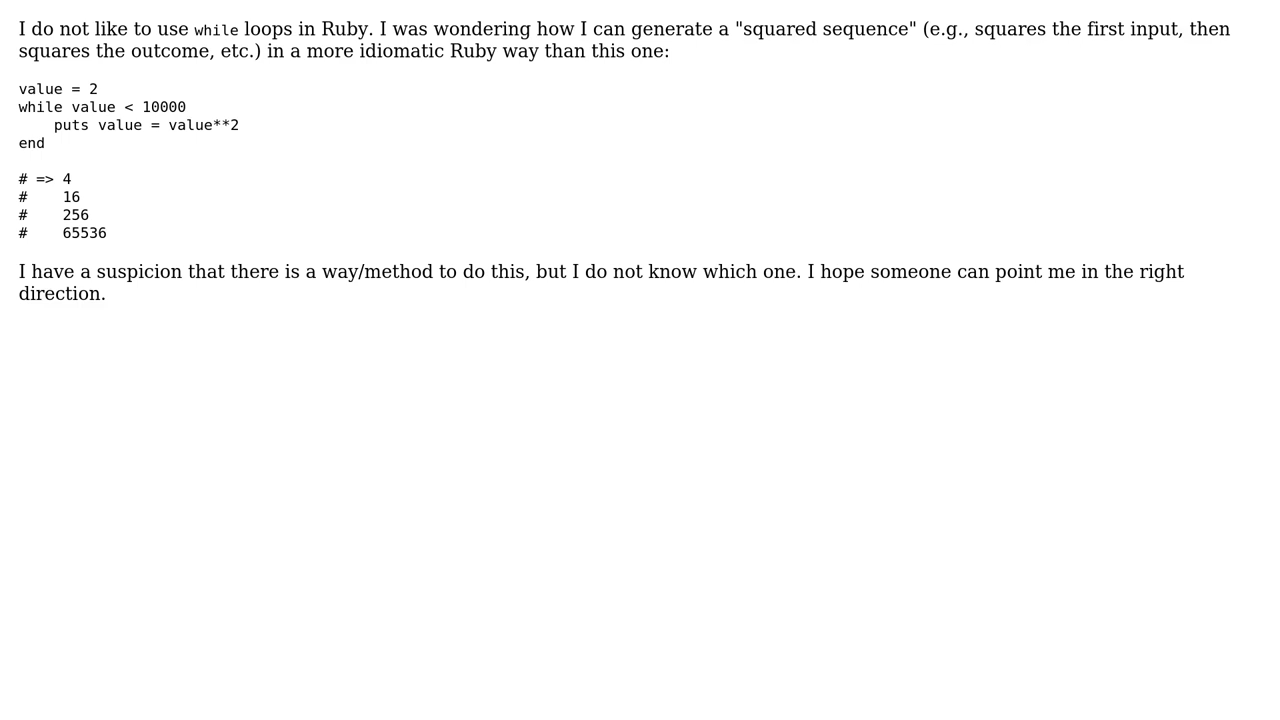 I do not like to use while loops in Ruby. I was wondering how I can generate a "squared sequence" (e.g., squares the first input, then
squares the outcome, etc.) in a more idiomatic Ruby way than this one:
value = 2
while value < 10000
    puts value = value**2
end
# => 4
#    16
#    256
#    65536
I have a suspicion that there is a way/method to do this, but I do not know which one. I hope someone can point me in the right
direction.